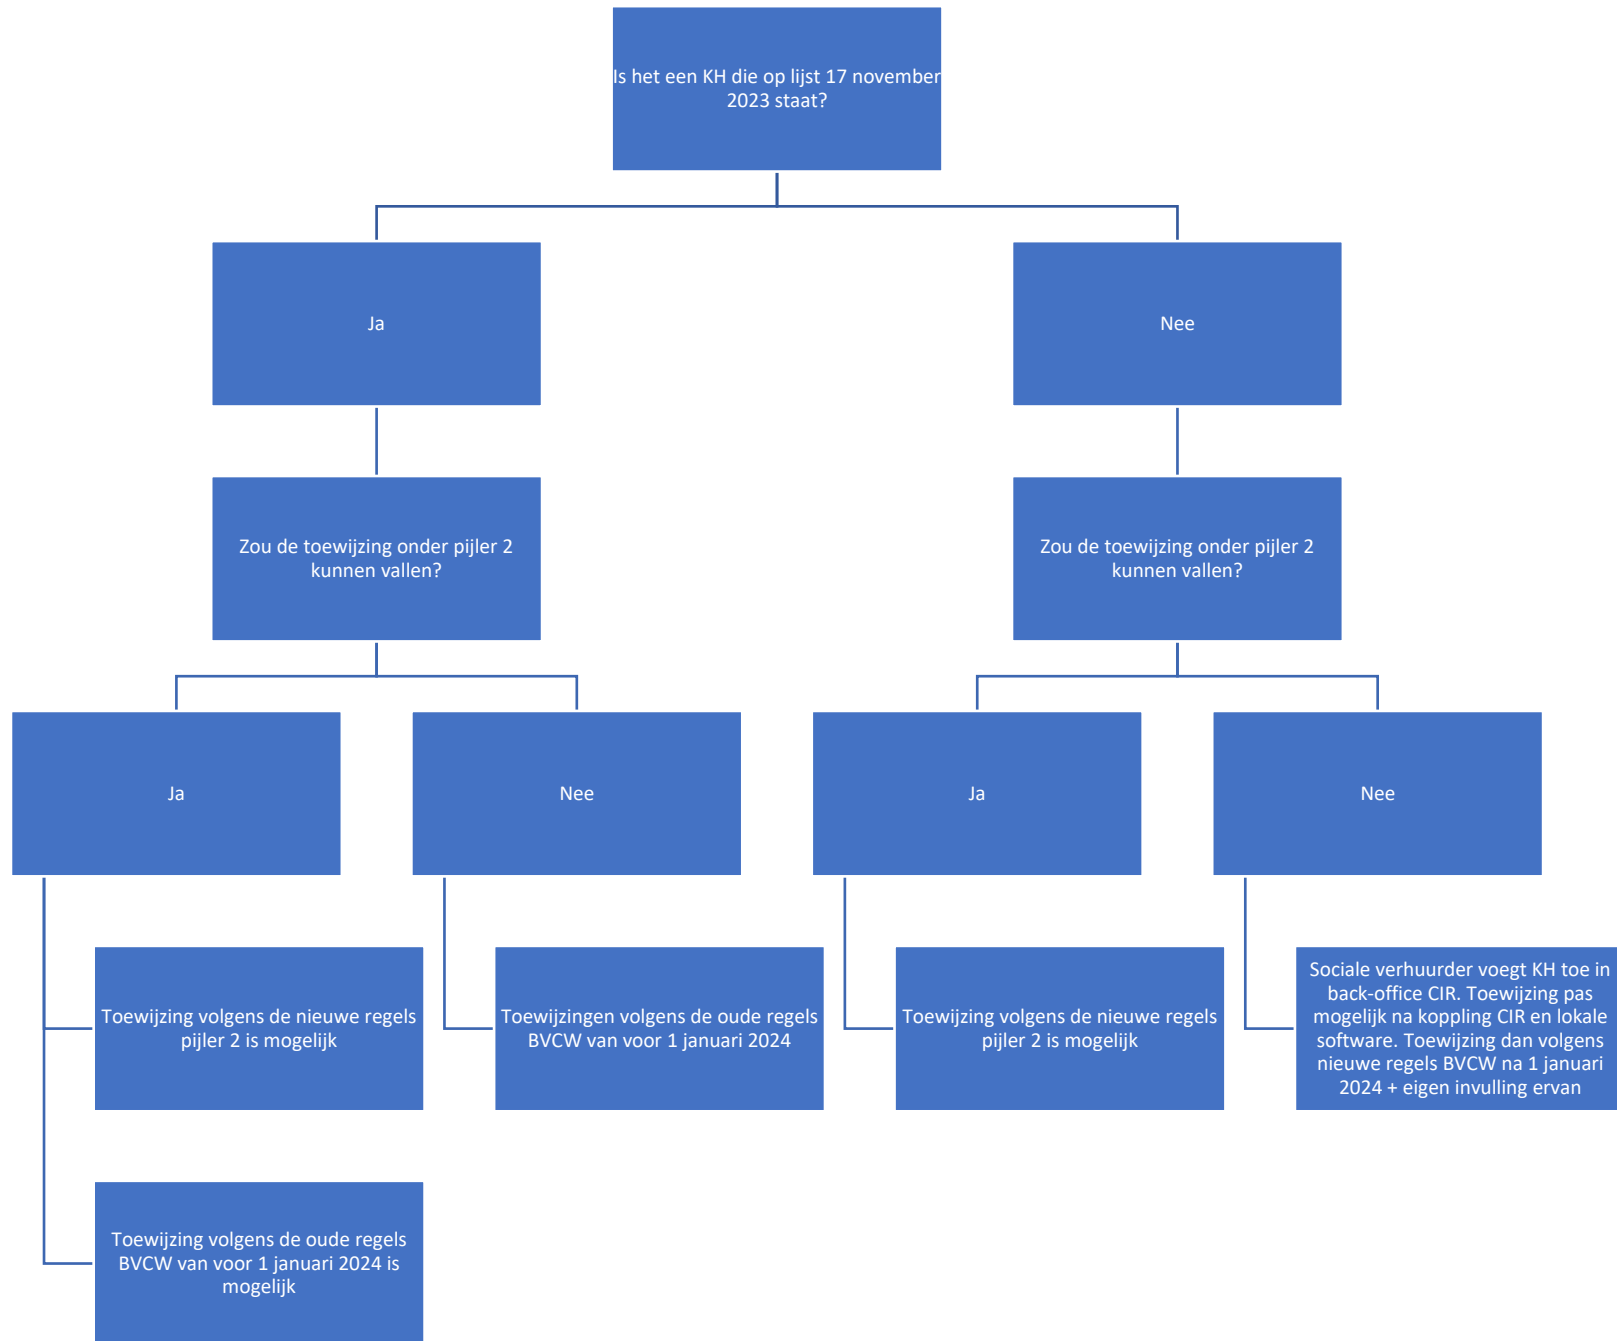 Is het een KH die op lijst 17 november
2023 staat?
Ja
Nee
Zou de toewijzing onder pijler 2
kunnen vallen?
Zou de toewijzing onder pijler 2
kunnen vallen?
Ja
Nee
Ja
Nee
Toewijzing volgens de nieuwe regels
pijler 2 is mogelijk
Toewijzingen volgens de oude regels
BVCW van voor 1 januari 2024
Toewijzing volgens de nieuwe regels
pijler 2 is mogelijk
Sociale verhuurder voegt KH toe in
back-office CIR. Toewijzing pas
mogelijk na koppling CIR en lokale
software. Toewijzing dan volgens
nieuwe regels BVCW na 1 januari
2024 + eigen invulling ervan
Toewijzing volgens de oude regels
BVCW van voor 1 januari 2024 is
mogelijk